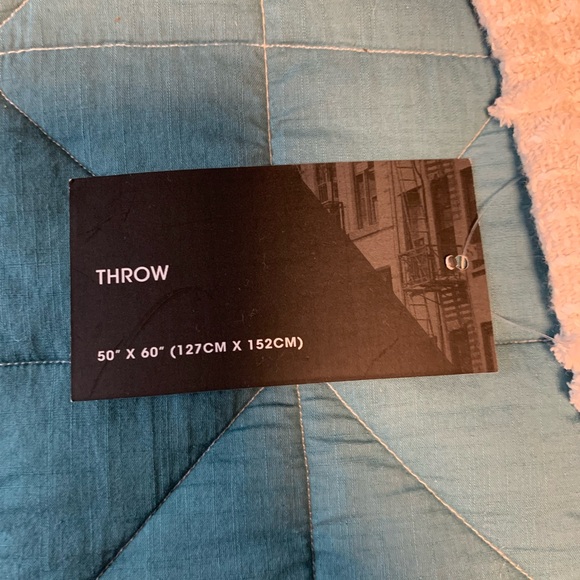 THROW
50” X 60” (127CM X 152CM)